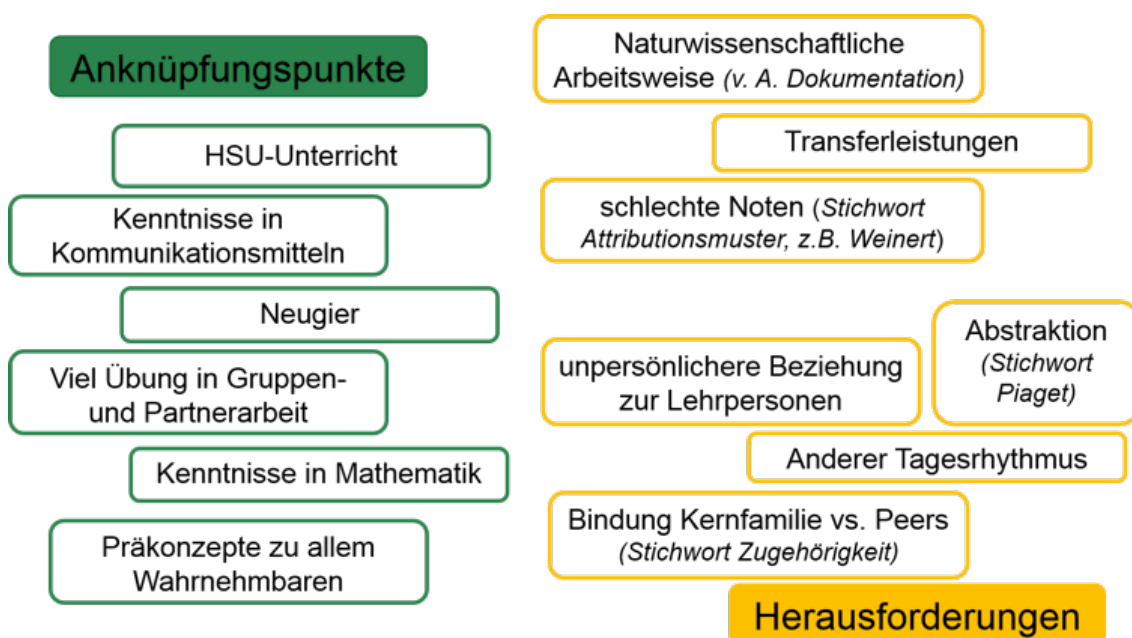 Anknüpfungspunkte
HSU-Unterricht
Kenntnisse in
Kommunikationsmitteln
Neugier
Viel Übung in Gruppen-
und Partnerarbeit
Kenntnisse in Mathematik
Präkonzepte zu allem
Wahrnehmbaren
Naturwissenschaftliche
Arbeitsweise (v. A. Dokumentation)
Transferleistungen
schlechte Noten (Stichwort
Attributionsmuster, z.B. Weinert)
unpersönlichere Beziehung
zur Lehrpersonen
Abstraktion
(Stichwort
Piaget)
Anderer Tagesrhythmus
Bindung Kernfamilie vs. Peers
(Stichwort Zugehörigkeit)
Herausforderungen